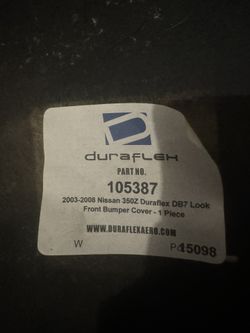 duraflex
PART NO.
105387
2003-2008 Nissan 350Z Duraflex DB7 Look
Front Bumper Cover - 1 Piece
WWW.DURAFLEXAERO.COM
W
15098